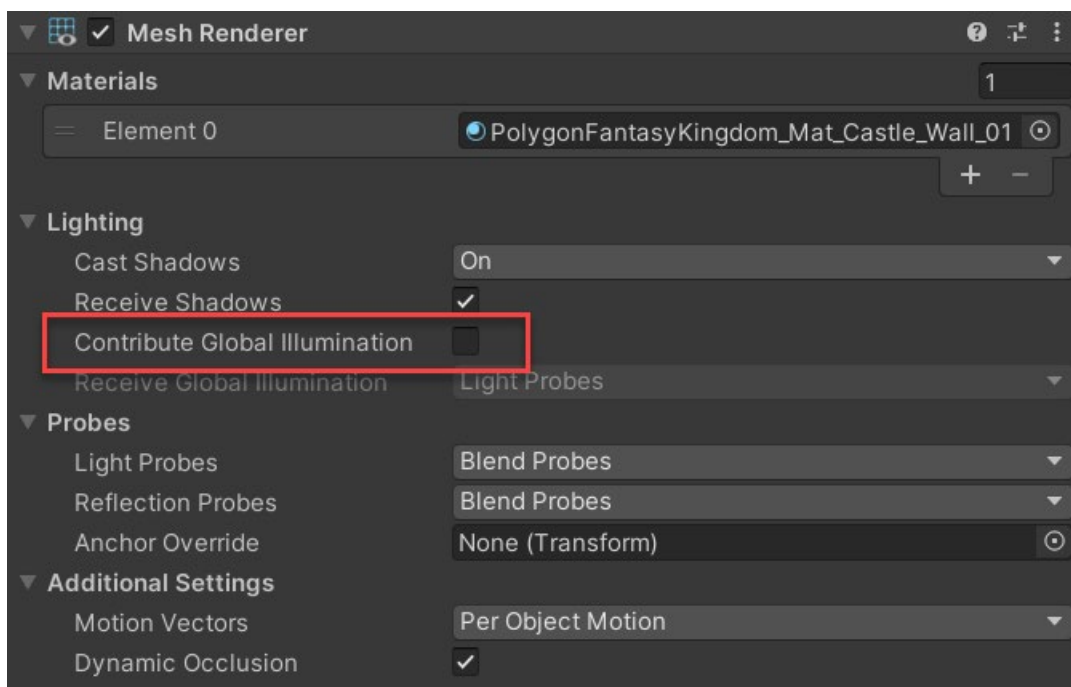 Mesh Renderer
Materials 1
Element 0 PolygonFantasyKingdom_Mat_Castle_Wall_01
Lighting
Cast Shadows On
Receive Shadows
Contribute Global Illumination
Receive Global Illumination Light Probes
Probes
Light Probes Blend Probes
Reflection Probes Blend Probes
Anchor Override None (Transform)
Additional Settings
Motion Vectors Per Object Motion
Dynamic Occlusion